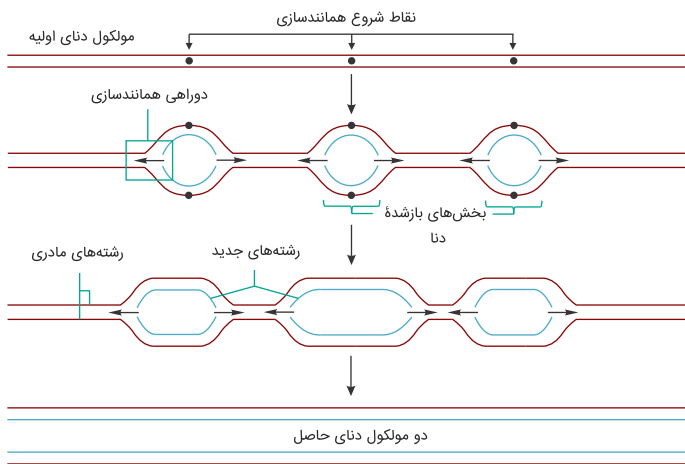 نقاط شروع همانندسازی
مولکول دنای اولیه
دوراهی همانندسازی
بخش‌های بازشدهٔ
دنا
رشته‌های جدید
رشته‌های مادری
دو مولکول دنای حاصل